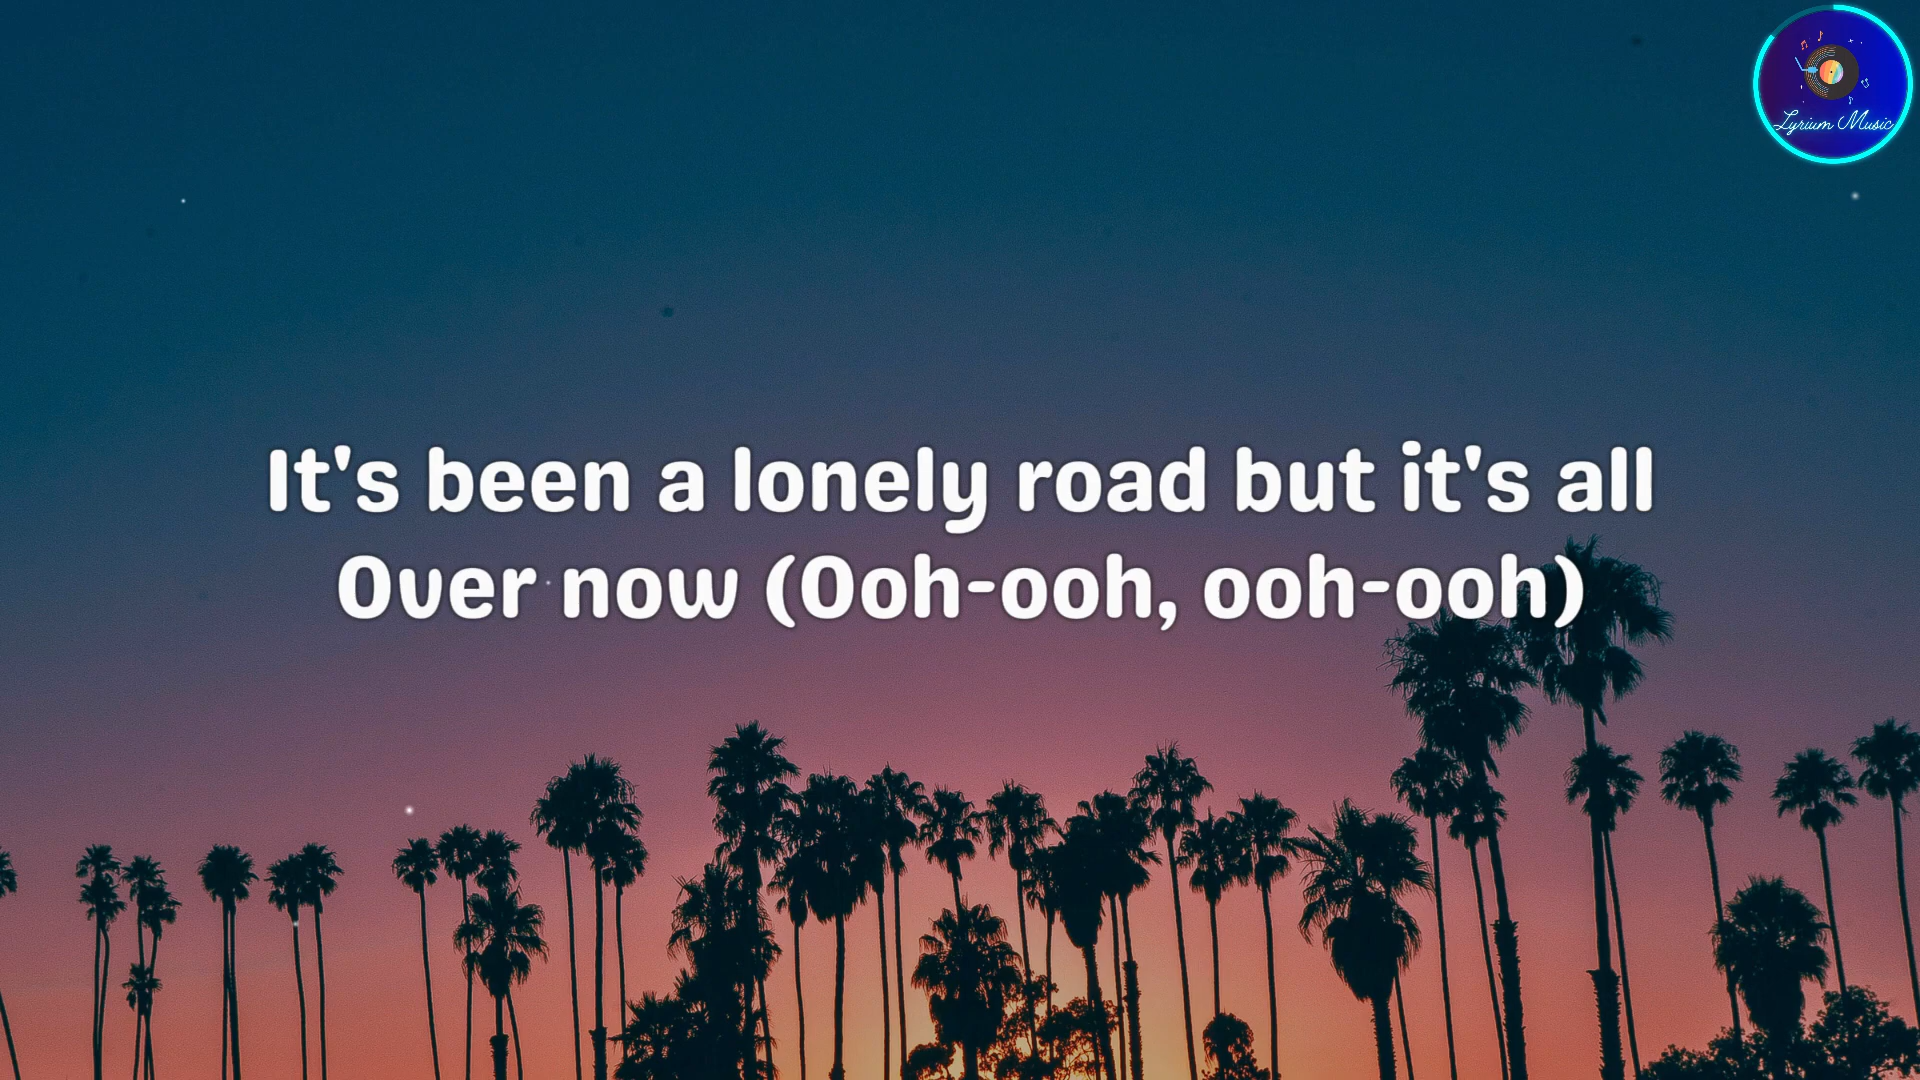 Lyrium Music
It's been a lonely road but it's all
Over now (Ooh-ooh, ooh-ooh)